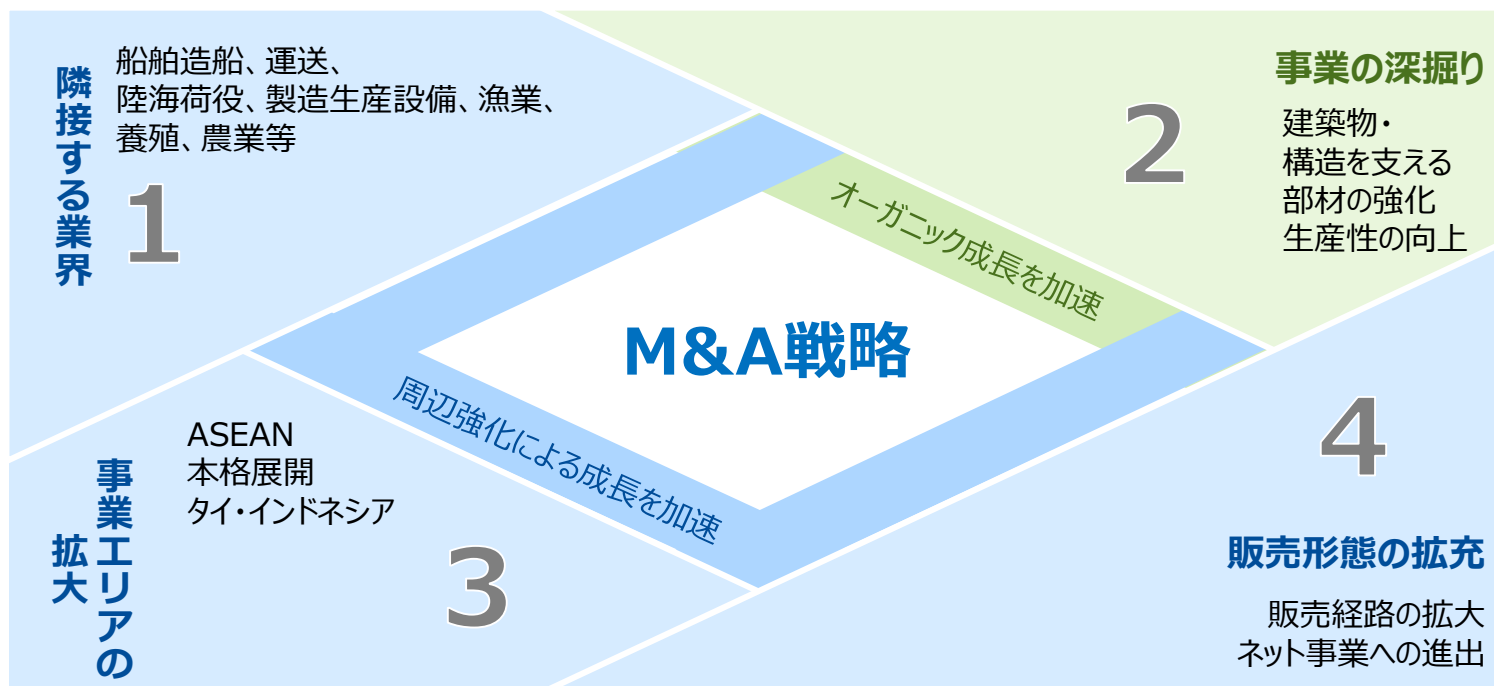 隣接する業界
船舶造船、運送、
陸海荷役、製造生産設備、漁業、
養殖、農業等
1
事業の深掘り
2
建築物・
構造を支える
部材の強化
生産性の向上
オーガニック成長を加速
M&A戦略
周辺強化による成長を加速
事業エリアの
拡大
ASEAN
本格展開
タイ・インドネシア
3
4
販売形態の拡充
販売経路の拡大
ネット事業への進出